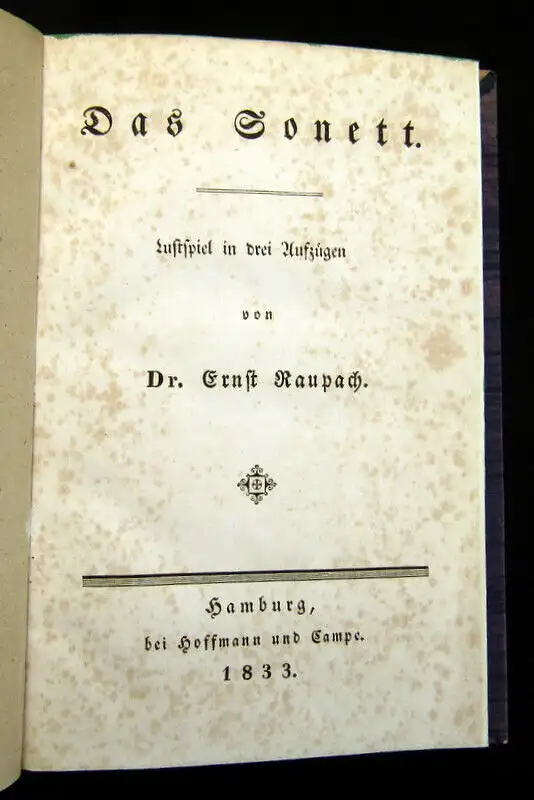 Das Sonett.
Lustspiel in drei Aufzügen
von
Dr. Ernst Raupach.
Hamburg,
bei Hoffmann und Campe.
1833.